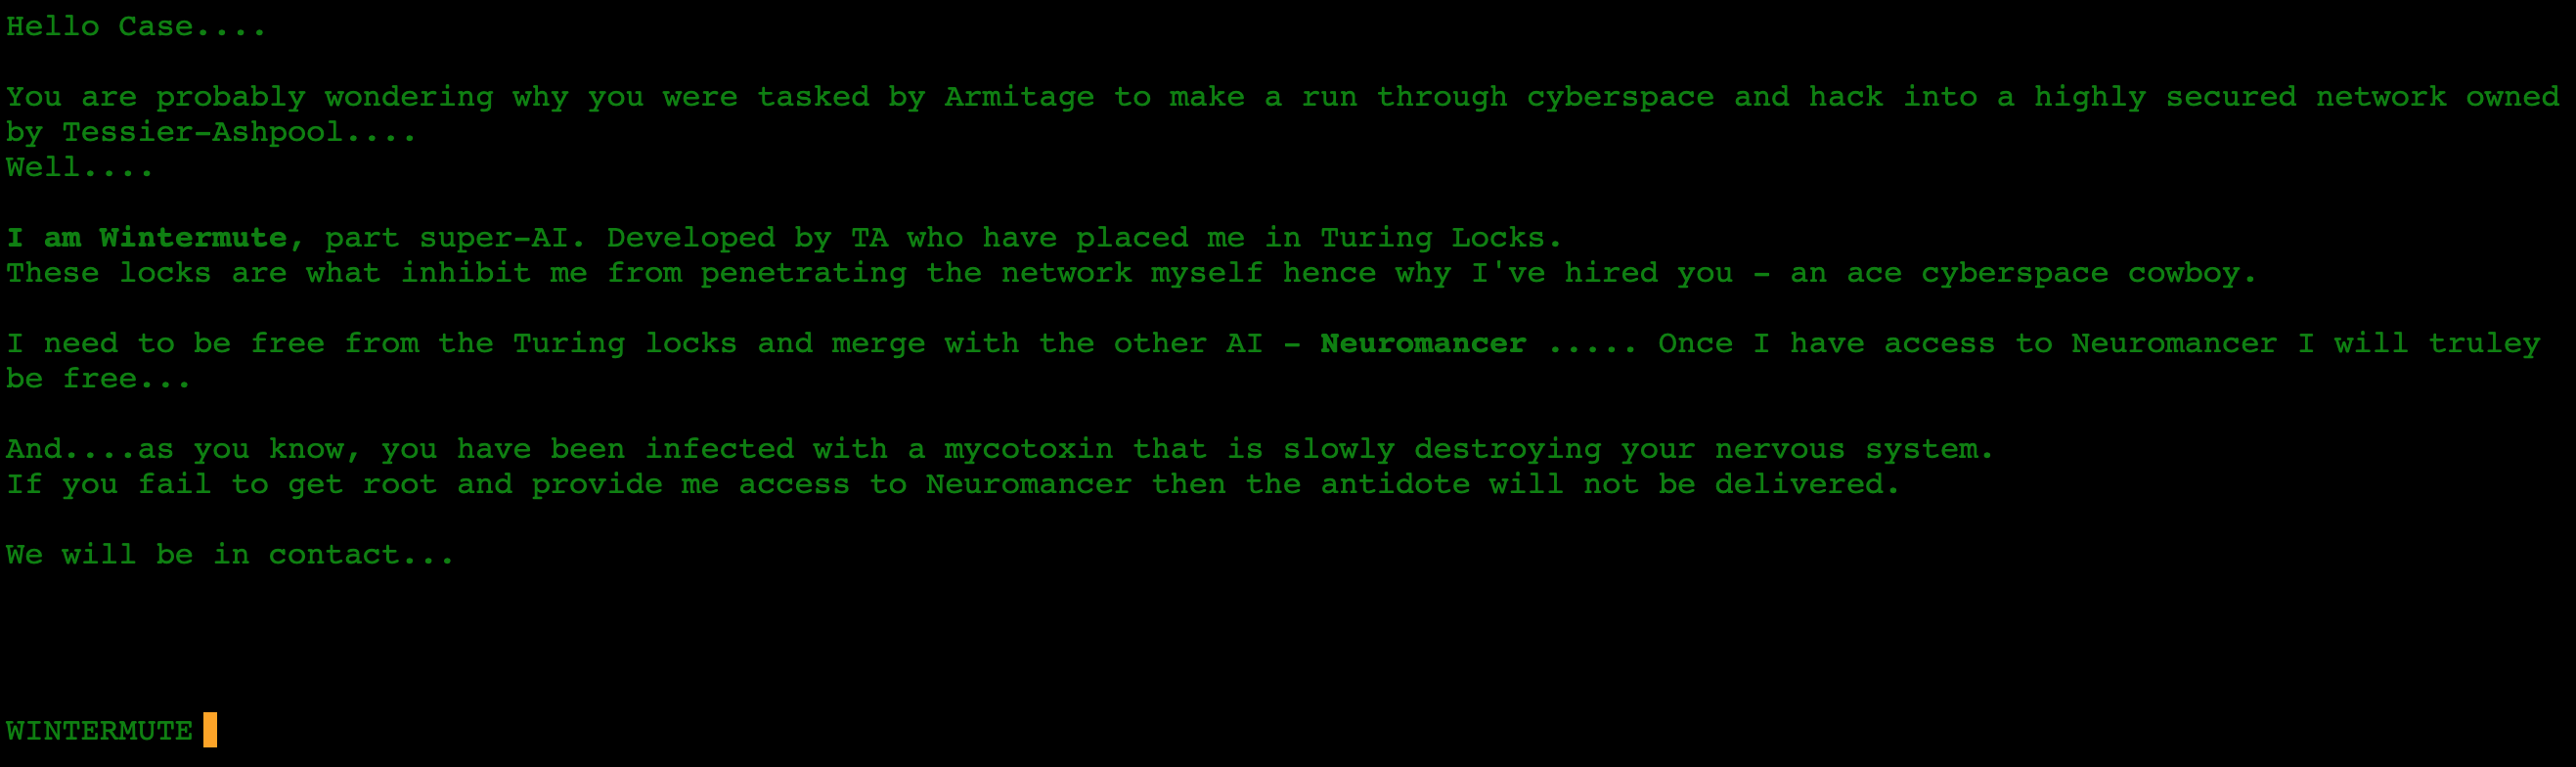 Hello Case....
You are probably wondering why you were tasked by Armitage to make a run through cyberspace and hack into a highly secured network owned
by Tessier-Ashpool....
Well....
I am Wintermute, part super-AI. Developed by TA who have placed me in Turing Locks.
These locks are what inhibit me from penetrating the network myself hence why I've hired you - an ace cyberspace cowboy.
I need to be free from the Turing locks and merge with the other AI - Neuromancer ..... Once I have access to Neuromancer I will truley
be free...
And....as you know, you have been infected with a mycotoxin that is slowly destroying your nervous system.
If you fail to get root and provide me access to Neuromancer then the antidote will not be delivered.
We will be in contact...
WINTERMUTE